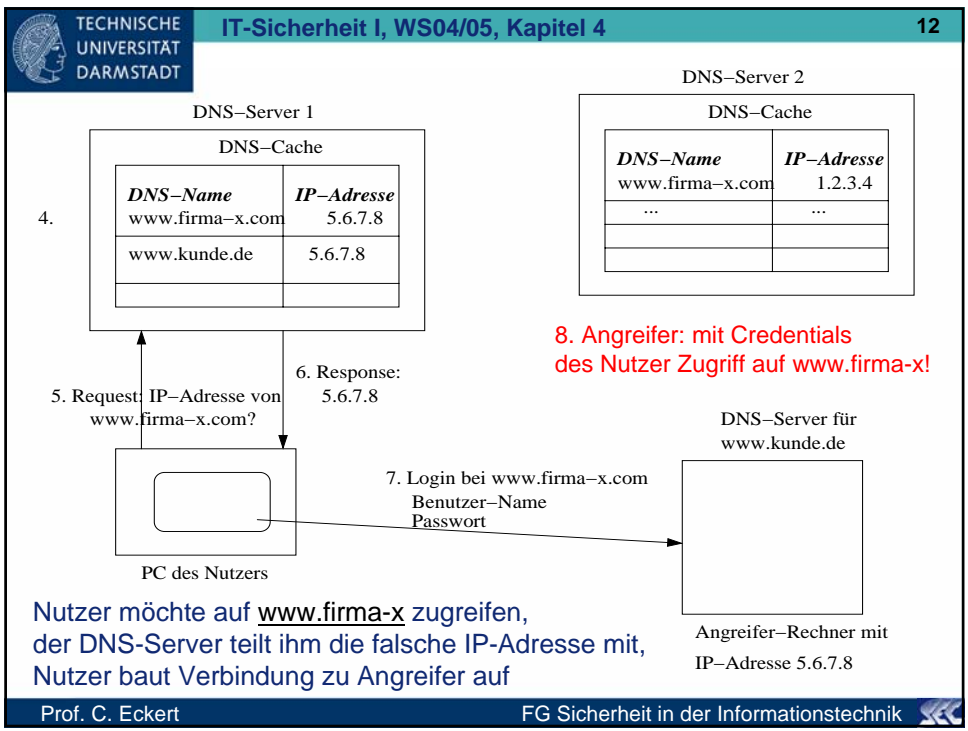 TECHNISCHE
UNIVERSITÄT
DARMSTADT
IT-Sicherheit I, WS04/05, Kapitel 4
12
DNS−Server 1
DNS−Cache
DNS−Name IP−Adresse
4. www.firma−x.com 5.6.7.8
www.kunde.de 5.6.7.8
DNS−Server 2
DNS−Cache
DNS−Name IP−Adresse
www.firma−x.com 1.2.3.4
... ...
8. Angreifer: mit Credentials
des Nutzer Zugriff auf www.firma-x!
5. Request: IP−Adresse von
www.firma−x.com?
6. Response:
5.6.7.8
DNS−Server für
www.kunde.de
7. Login bei www.firma−x.com
Benutzer−Name
Passwort
PC des Nutzers
Angreifer−Rechner mit
IP−Adresse 5.6.7.8
Nutzer möchte auf www.firma-x zugreifen,
der DNS-Server teilt ihm die falsche IP-Adresse mit,
Nutzer baut Verbindung zu Angreifer auf
Prof. C. Eckert
FG Sicherheit in der Informationstechnik
SEC